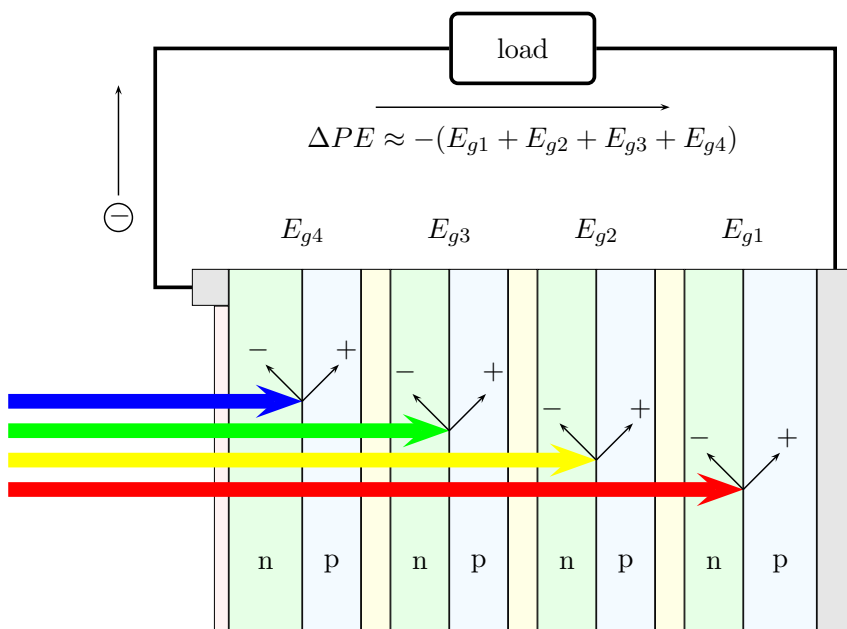 load
ΔPE ≈ −(E_{g1} + E_{g2} + E_{g3} + E_{g4})
−
E_{g4} E_{g3} E_{g2} E_{g1}
− +
− +
− +
− +
n p n p n p n p